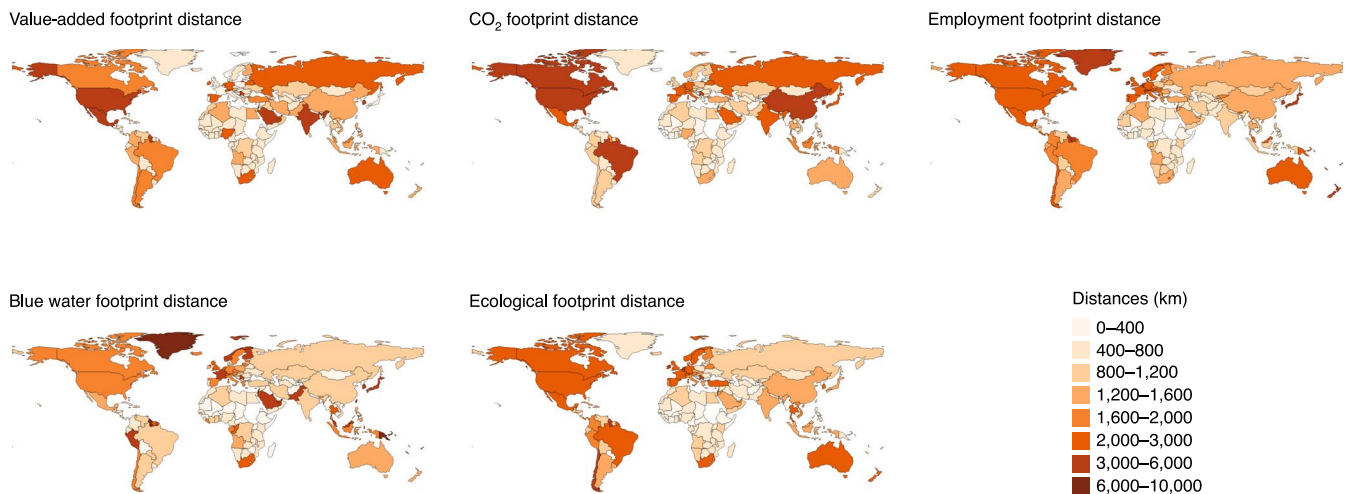 Value-added footprint distance
CO₂ footprint distance
Employment footprint distance
Blue water footprint distance
Ecological footprint distance
Distances (km)
0–400
400–800
800–1,200
1,200–1,600
1,600–2,000
2,000–3,000
3,000–6,000
6,000–10,000